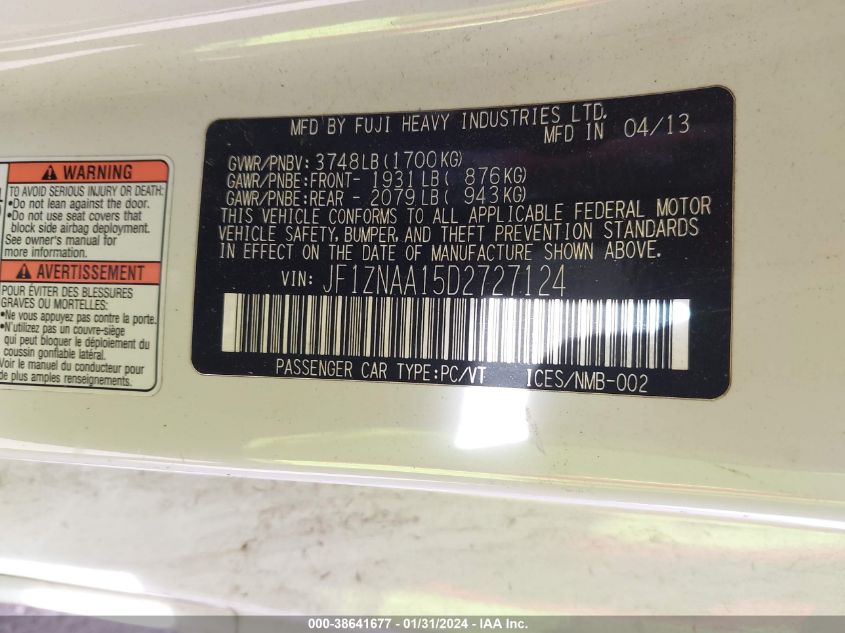 MFD BY FUJI HEAVY INDUSTRIES LTD.
MFD IN 04/13
GVWR/PNBV: 3748LB(1700KG)
GAWR/PNBE:FRONT- 1931LB( 876KG)
GAWR/PNBE:REAR - 2079LB( 943KG)
THIS VEHICLE CONFORMS TO ALL APPLICABLE FEDERAL MOTOR
VEHICLE SAFETY, BUMPER, AND THEFT PREVENTION STANDARDS
IN EFFECT ON THE DATE OF MANUFACTURE SHOWN ABOVE.
VIN: JF1ZNAA15D2727124
PASSENGER CAR TYPE:PC/VT ICES/NMB-002
WARNING
TO AVOID SERIOUS INJURY OR DEATH:
•Do not lean against the door.
•Do not use seat covers that
block side airbag deployment.
See owner's manual for
more information.
AVERTISSEMENT
POUR ÉVITER DES BLESSURES
GRAVES OU MORTELLES:
•Ne vous appuyez pas contre la porte.
•N'utilizez pas un couvre-siège
qui peut bloquer le déploiement du
coussin gonflable latéral.
Voir le manuel du conducteur
de plus amples renseignements.
000-38641677 - 01/31/2024 - IAA Inc.